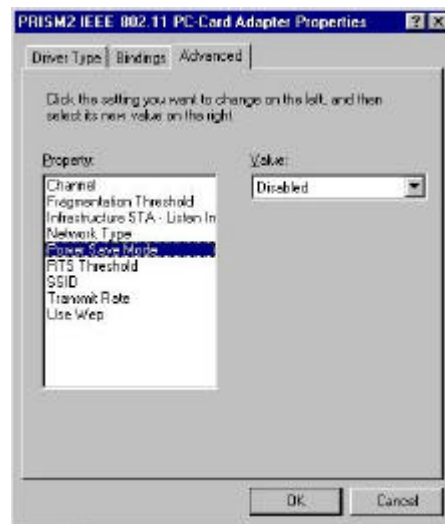 PRISM2 IEEE 802.11 PC-Card Adapter Properties
Driver Type
Bindings
Advanced
Click the setting you want to change on the left, and then
select its new value on the right.
Property:
Value:
Channel
Fragmentation Threshold
Infrastructure STA - Listen In
Network Type
Power Save Mode
RTS Threshold
SSID
Transmit Rate
Use Wep
Disabled
OK
Cancel